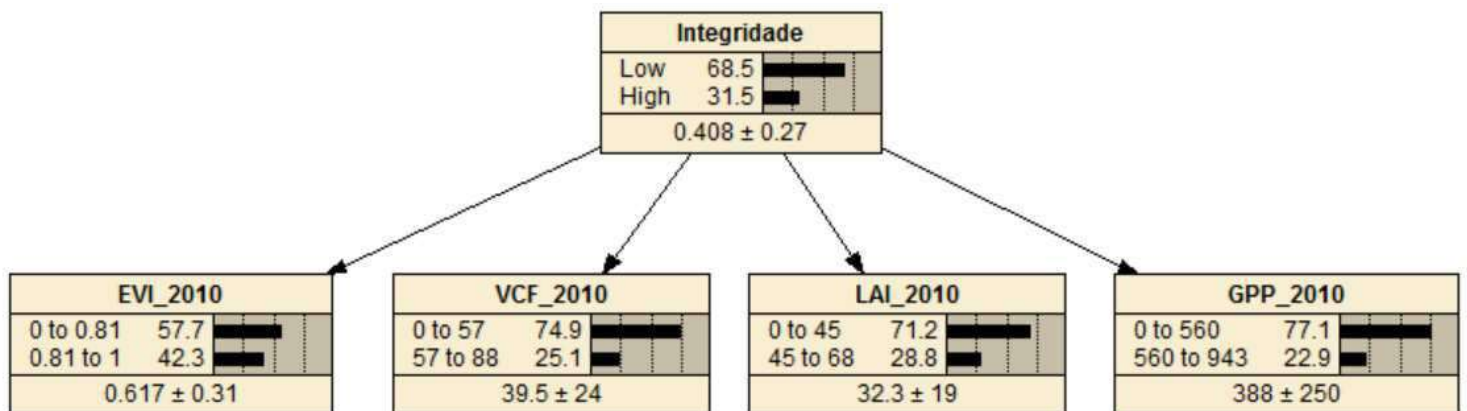 Integridade
Low 68.5
High 31.5
0.408 ± 0.27
EVI_2010
0 to 0.81 57.7
0.81 to 1 42.3
0.617 ± 0.31
VCF_2010
0 to 57 74.9
57 to 88 25.1
39.5 ± 24
LAI_2010
0 to 45 71.2
45 to 68 28.8
32.3 ± 19
GPP_2010
0 to 560 77.1
560 to 943 22.9
388 ± 250